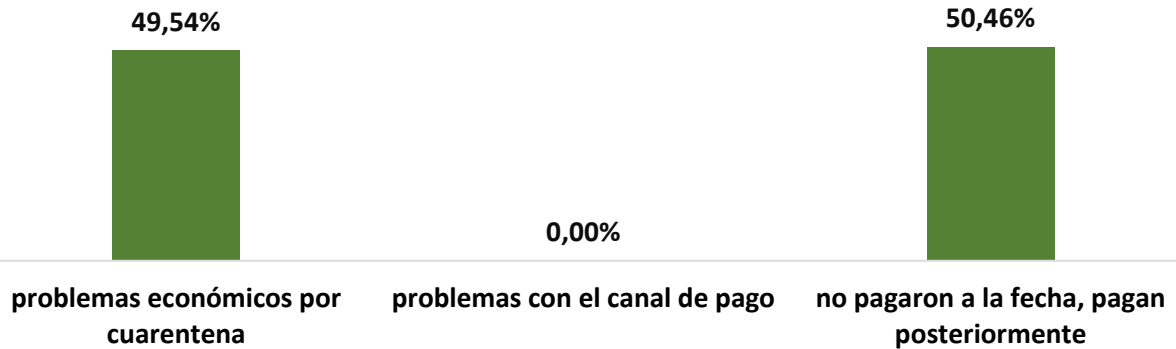 49,54%
0,00%
50,46%
problemas económicos por
cuarentena
problemas con el canal de pago
no pagaron a la fecha, pagan
posteriormente